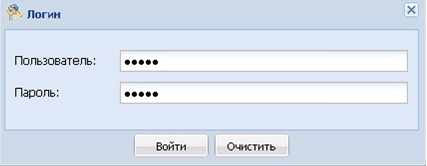 Логин
Пользователь: •••••
Пароль: •••••
Войти Очистить